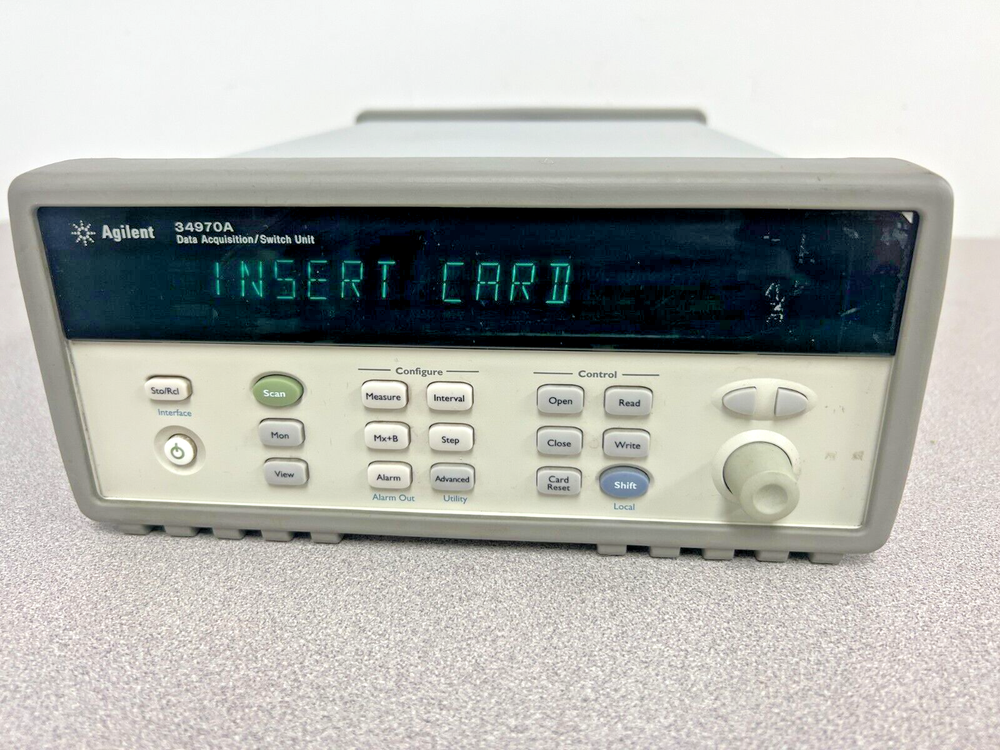 Agilent 34970A
Data Acquisition/Switch Unit
INSERT CARD
Configure
Control
Sto/Rcl Scan Measure Interval Open Read
Interface
Mon Mx+B Step Close Write
View Alarm Advanced Card Reset Shift
Alarm Out Utility Local